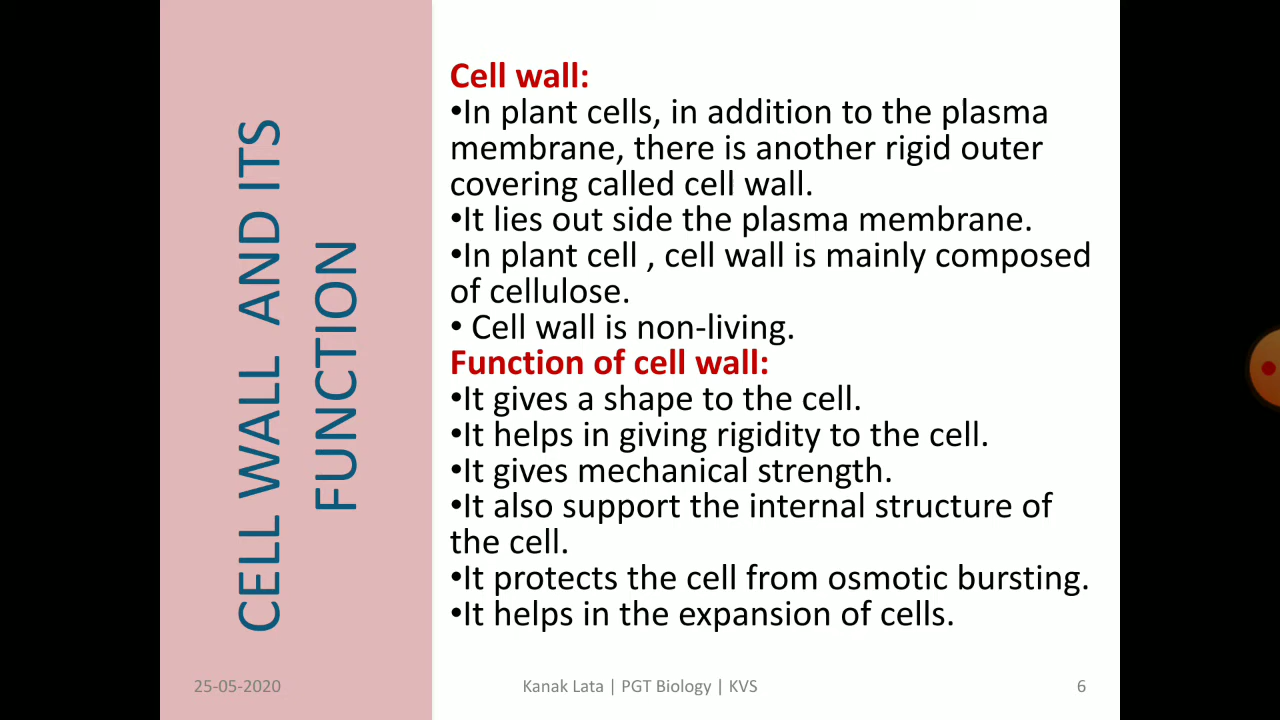 CELL WALL AND ITS
FUNCTION
Cell wall:
•In plant cells, in addition to the plasma
membrane, there is another rigid outer
covering called cell wall.
•It lies out side the plasma membrane.
•In plant cell , cell wall is mainly composed
of cellulose.
• Cell wall is non-living.
Function of cell wall:
•It gives a shape to the cell.
•It helps in giving rigidity to the cell.
•It gives mechanical strength.
•It also support the internal structure of
the cell.
•It protects the cell from osmotic bursting.
•It helps in the expansion of cells.
25-05-2020
Kanak Lata | PGT Biology | KVS
6